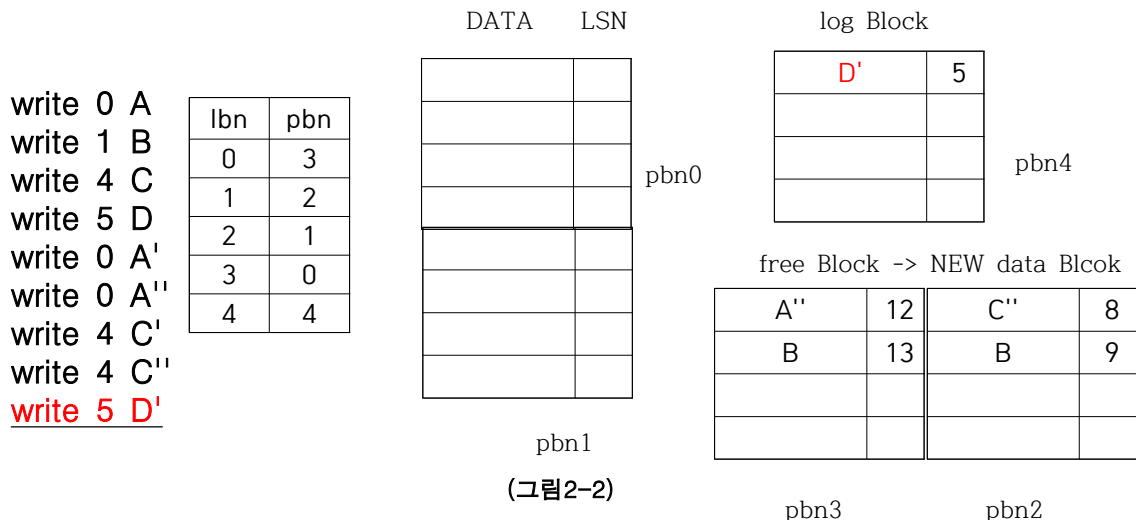 DATA LSN
log Block
write 0 A
write 1 B
write 4 C
write 5 D
write 0 A'
write 0 A''
write 4 C'
write 4 C''
write 5 D'
lbn pbn
0 3
1 2
2 1
3 0
4 4
pbn0
pbn1
(그림2-2)
D' 5
pbn4
free Block -> NEW data Blcok
A'' 12 C'' 8
B 13 B 9
pbn3 pbn2